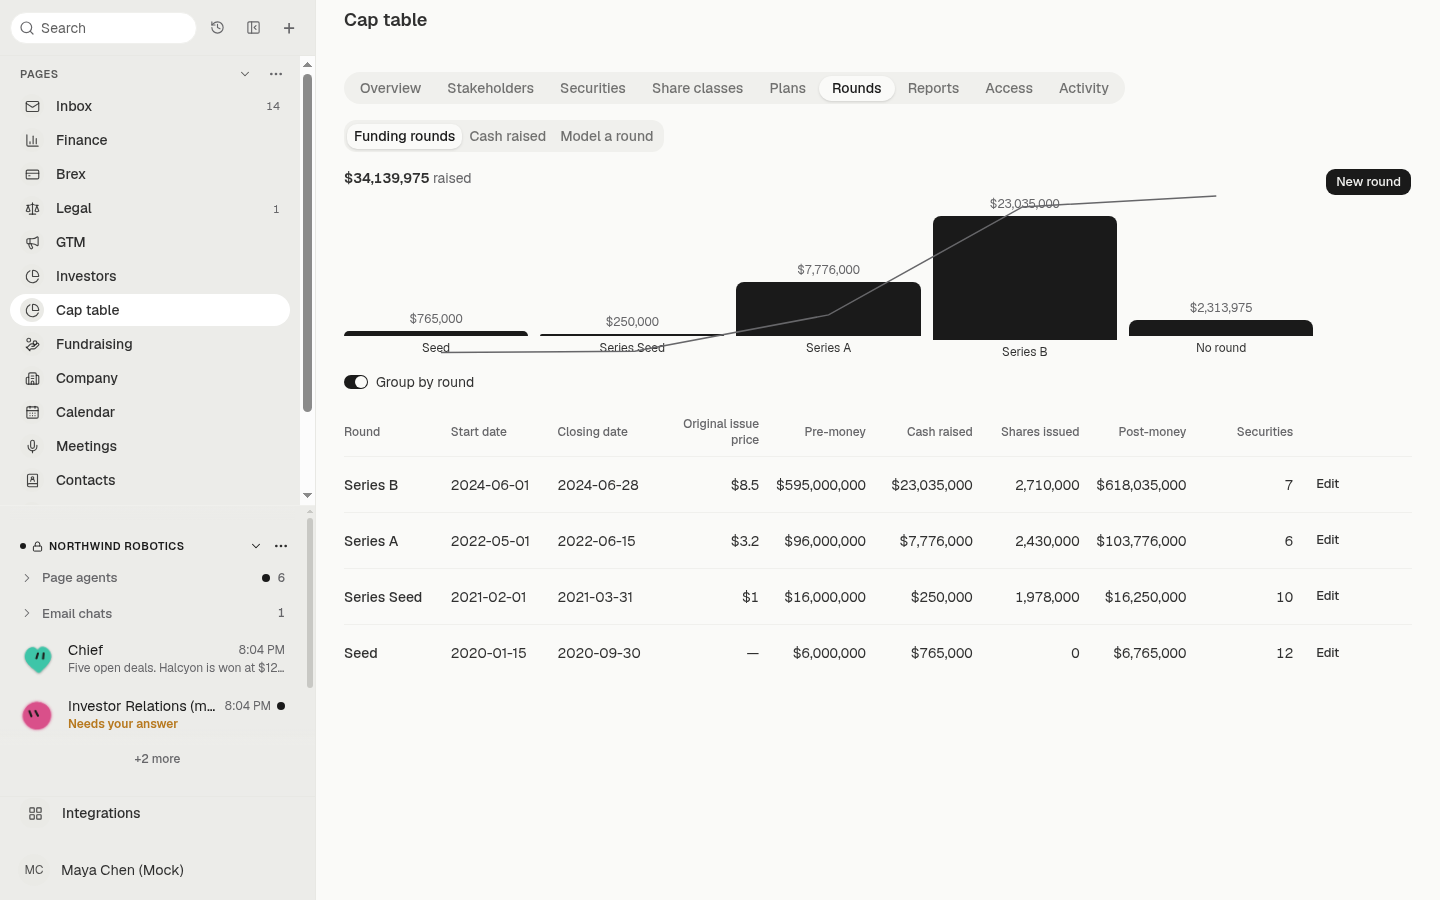 Search
PAGES
Inbox 14
Finance
Brex
Legal 1
GTM
Investors
Cap table
Fundraising
Company
Calendar
Meetings
Contacts
NORTHWIND ROBOTICS
Page agents 6
Email chats 1
Chief 8:04 PM
Five open deals. Halcyon is won at $12...
Investor Relations (m... 8:04 PM
Needs your answer
+2 more
Integrations
MC Maya Chen (Mock)
Cap table
Overview Stakeholders Securities Share classes Plans Rounds Reports Access Activity
Funding rounds Cash raised Model a round
$34,139,975 raised
New round
$765,000 $250,000 $7,776,000 $23,035,000 $2,313,975
Seed Series Seed Series A Series B No round
Group by round
Round Start date Closing date Original issue price Pre-money Cash raised Shares issued Post-money Securities
Series B 2024-06-01 2024-06-28 $8.5 $595,000,000 $23,035,000 2,710,000 $618,035,000 7 Edit
Series A 2022-05-01 2022-06-15 $3.2 $96,000,000 $7,776,000 2,430,000 $103,776,000 6 Edit
Series Seed 2021-02-01 2021-03-31 $1 $16,000,000 $250,000 1,978,000 $16,250,000 10 Edit
Seed 2020-01-15 2020-09-30 — $6,000,000 $765,000 0 $6,765,000 12 Edit